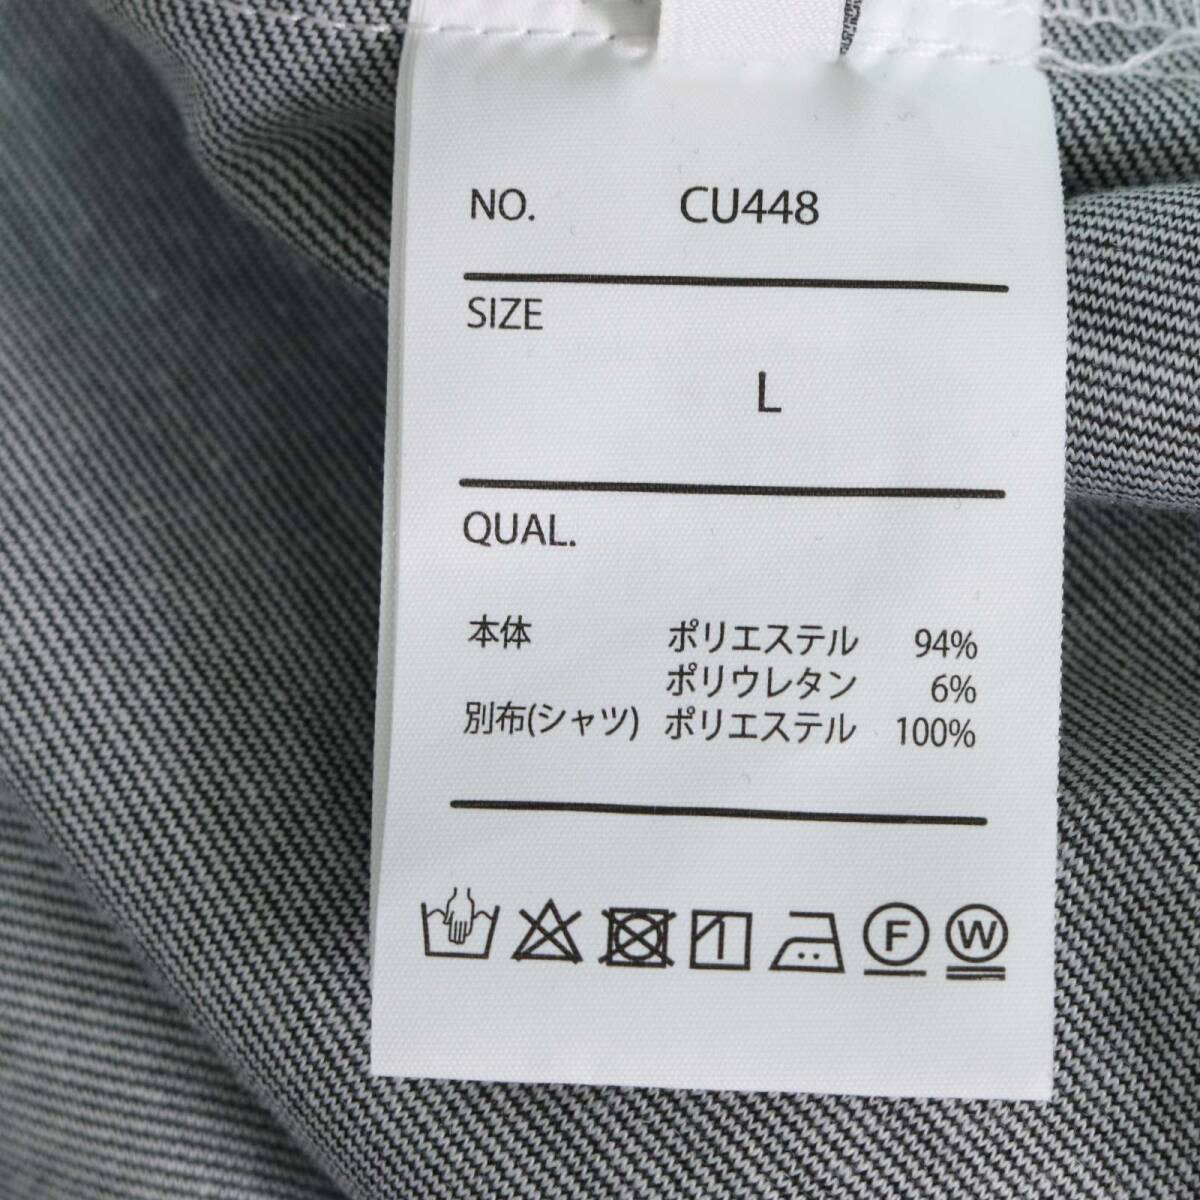 NO. CU448
SIZE
L
QUAL.
本体 ポリエステル 94%
ポリウレタン 6%
別布(シャツ) ポリエステル 100%
F W